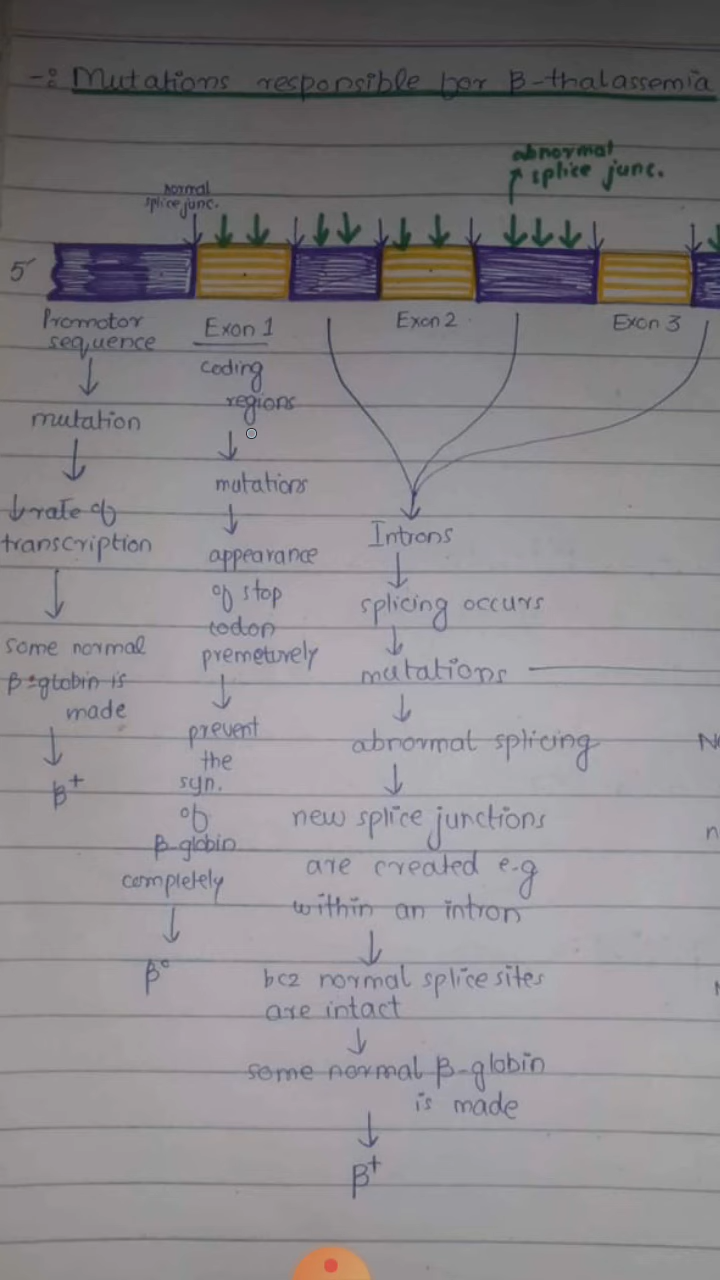 -: Mutations responsible for β-thalassemia
abnormal
splice junc.
normal
splice junc.
5'
Promotor
sequence
↓
mutation
↓
↓rate of
transcription
↓
some normal
β-globin is
made
↓
β+
Exon 1
coding
regions
↓
mutations
↓
appearance
of stop
codon
premeturely
↓
prevent
the
syn.
of
β-globin
completely
↓
β°
Exon 2
Exon 3
Introns
↓
splicing occurs
↓
mutations
↓
abnormal splicing
↓
new splice junctions
are created e.g
within an intron
↓
bcz normal splice sites
are intact
↓
some normal β-globin
is made
↓
β+